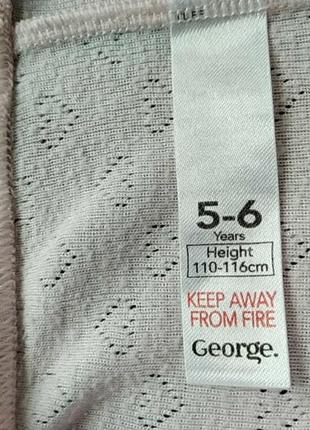 5-6
Years
Height
110-116cm
KEEP AWAY
FROM FIRE
George.